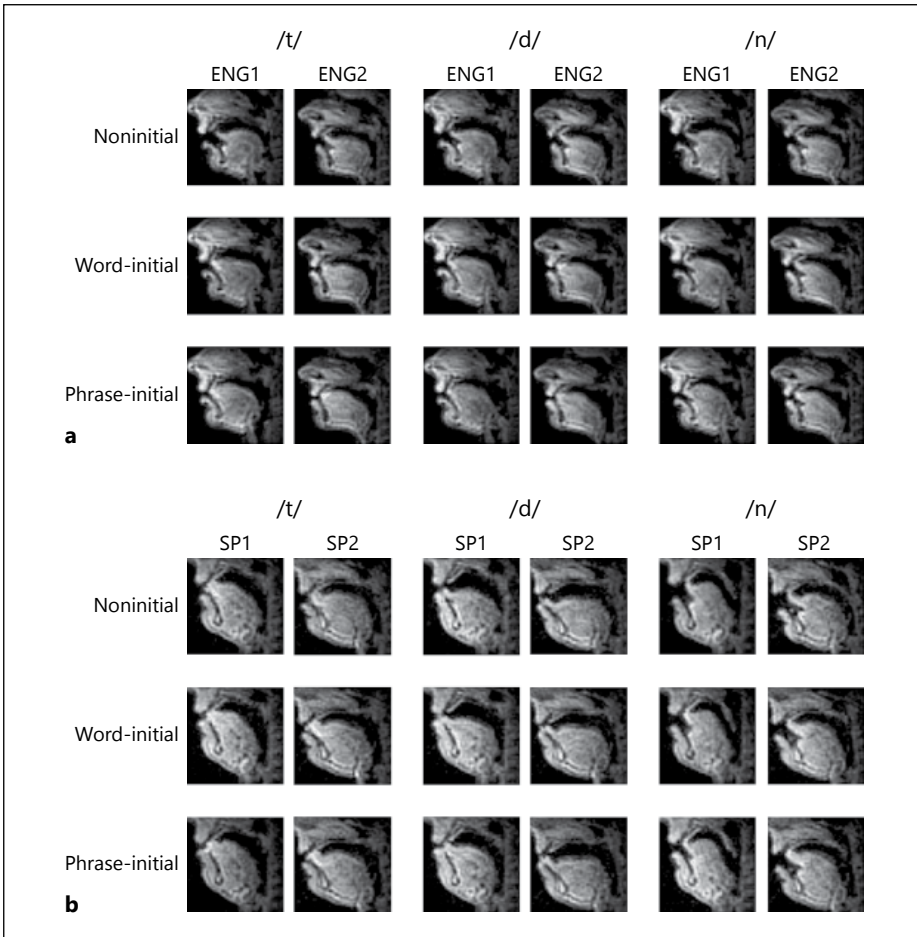 /t/ /d/ /n/
ENG1 ENG2 ENG1 ENG2 ENG1 ENG2
Noninitial
Word-initial
Phrase-initial
a
/t/ /d/ /n/
SP1 SP2 SP1 SP2 SP1 SP2
Noninitial
Word-initial
Phrase-initial
b